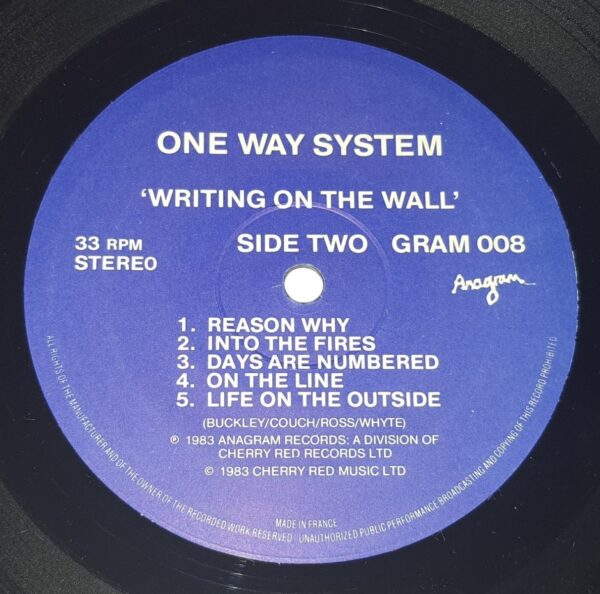 ONE WAY SYSTEM
'WRITING ON THE WALL'
33 RPM
STEREO
SIDE TWO
GRAM 008
Anagram
1. REASON WHY
2. INTO THE FIRES
3. DAYS ARE NUMBERED
4. ON THE LINE
5. LIFE ON THE OUTSIDE
(BUCKLEY/COUCH/ROSS/WHYTE)
℗ 1983 ANAGRAM RECORDS: A DIVISION OF
CHERRY RED RECORDS LTD
© 1983 CHERRY RED MUSIC LTD
MADE IN FRANCE
ALL RIGHTS OF THE MANUFACTURER AND OF THE OWNER OF THE RECORDED WORK RESERVED. UNAUTHORIZED PUBLIC PERFORMANCE BROADCASTING AND COPYING OF THIS RECORD PROHIBITED